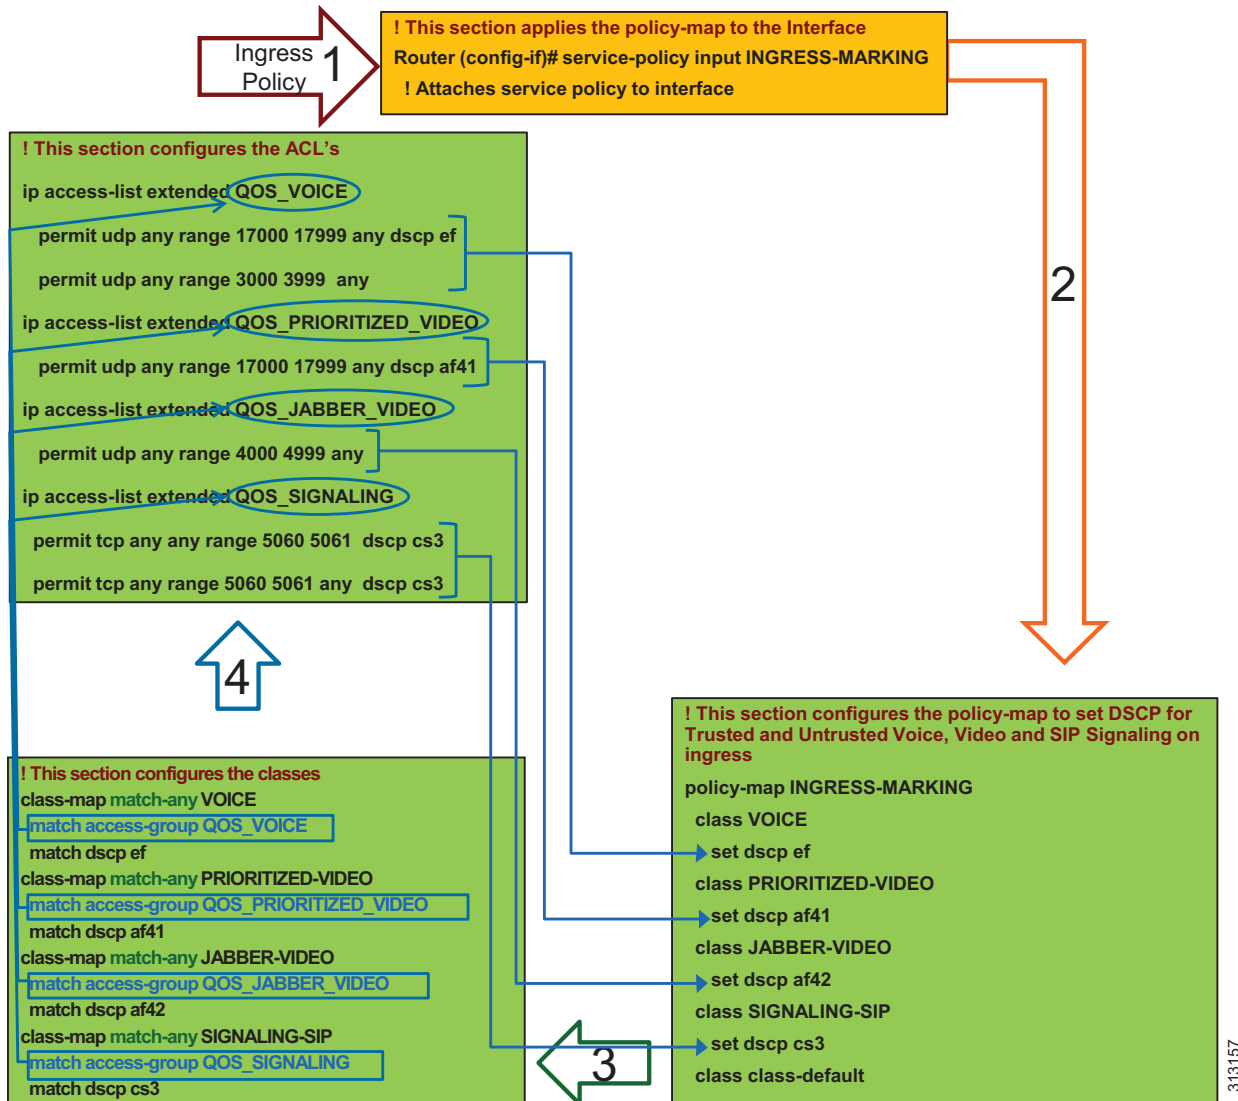 Ingress
Policy
1
! This section applies the policy-map to the Interface
Router (config-if)# service-policy input INGRESS-MARKING
! Attaches service policy to interface
2
! This section configures the ACL's
ip access-list extended QOS_VOICE
permit udp any range 17000 17999 any dscp ef
permit udp any range 3000 3999 any
ip access-list extended QOS_PRIORITIZED_VIDEO
permit udp any range 17000 17999 any dscp af41
ip access-list extended QOS_JABBER_VIDEO
permit udp any range 4000 4999 any
ip access-list extended QOS_SIGNALING
permit tcp any any range 5060 5061 dscp cs3
permit tcp any range 5060 5061 any dscp cs3
4
! This section configures the policy-map to set DSCP for
Trusted and Untrusted Voice, Video and SIP Signaling on
ingress
policy-map INGRESS-MARKING
class VOICE
set dscp ef
class PRIORITIZED-VIDEO
set dscp af41
class JABBER-VIDEO
set dscp af42
class SIGNALING-SIP
set dscp cs3
class class-default
3
! This section configures the classes
class-map match-any VOICE
match access-group QOS_VOICE
match dscp ef
class-map match-any PRIORITIZED-VIDEO
match access-group QOS_PRIORITIZED_VIDEO
match dscp af41
class-map match-any JABBER-VIDEO
match access-group QOS_JABBER_VIDEO
match dscp af42
class-map match-any SIGNALING-SIP
match access-group QOS_SIGNALING
match dscp cs3
313157